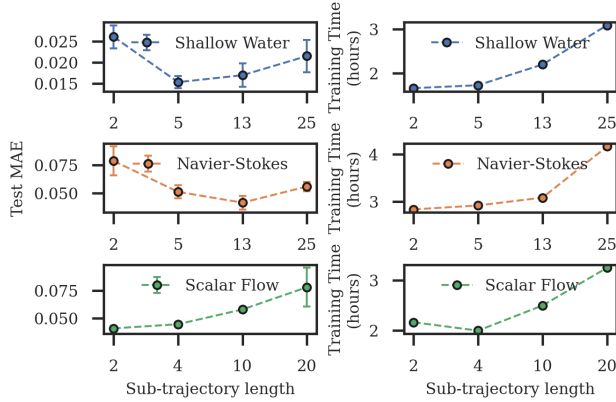 Test MAE
0.025
0.020
0.015
Shallow Water
2 5 13 25
Training Time
(hours)
3
2
Shallow Water
2 5 13 25
0.075
0.050
Navier-Stokes
2 5 13 25
Training Time
(hours)
4
3
Navier-Stokes
2 5 13 25
0.075
0.050
Scalar Flow
2 4 10 20
Sub-trajectory length
Training Time
(hours)
3
2
Scalar Flow
2 4 10 20
Sub-trajectory length